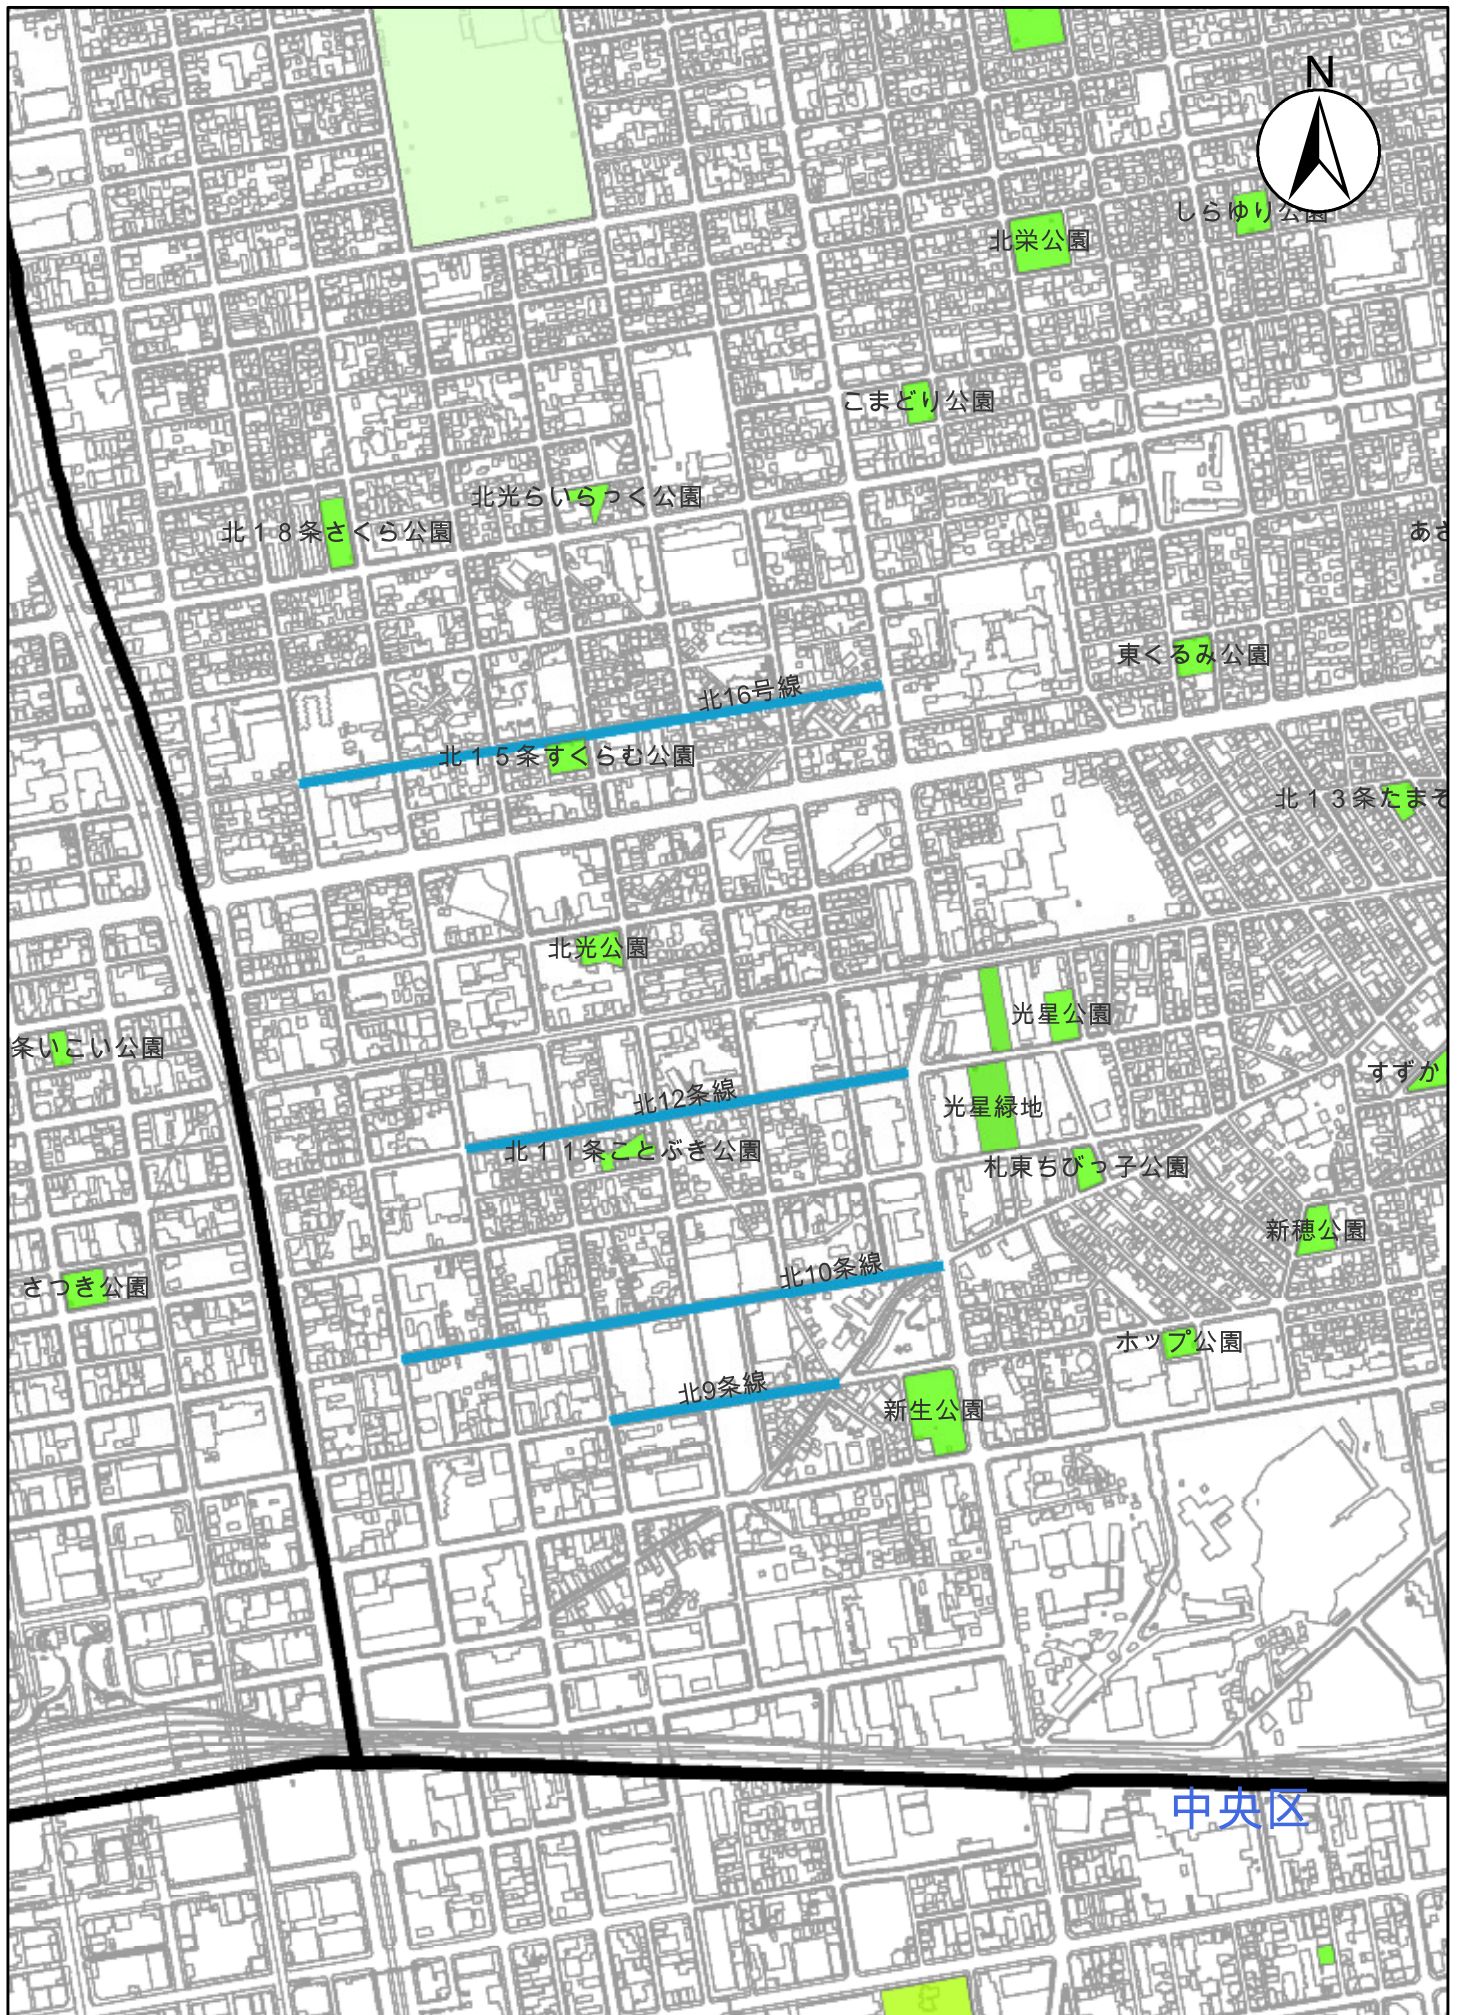 N
しらゆり公園
北栄公園
こまどり公園
北光らいらっく公園
北１８条さくら公園
あさ
東くるみ公園
北16号線
北１５条すくらむ公園
北１３条たまそ
北光公園
光星公園
条いこい公園
すずか
北12条線
光星緑地
北１１条ことぶき公園
札東ちびっ子公園
新穂公園
北10条線
さつき公園
ホップ公園
北9条線
新生公園
中央区